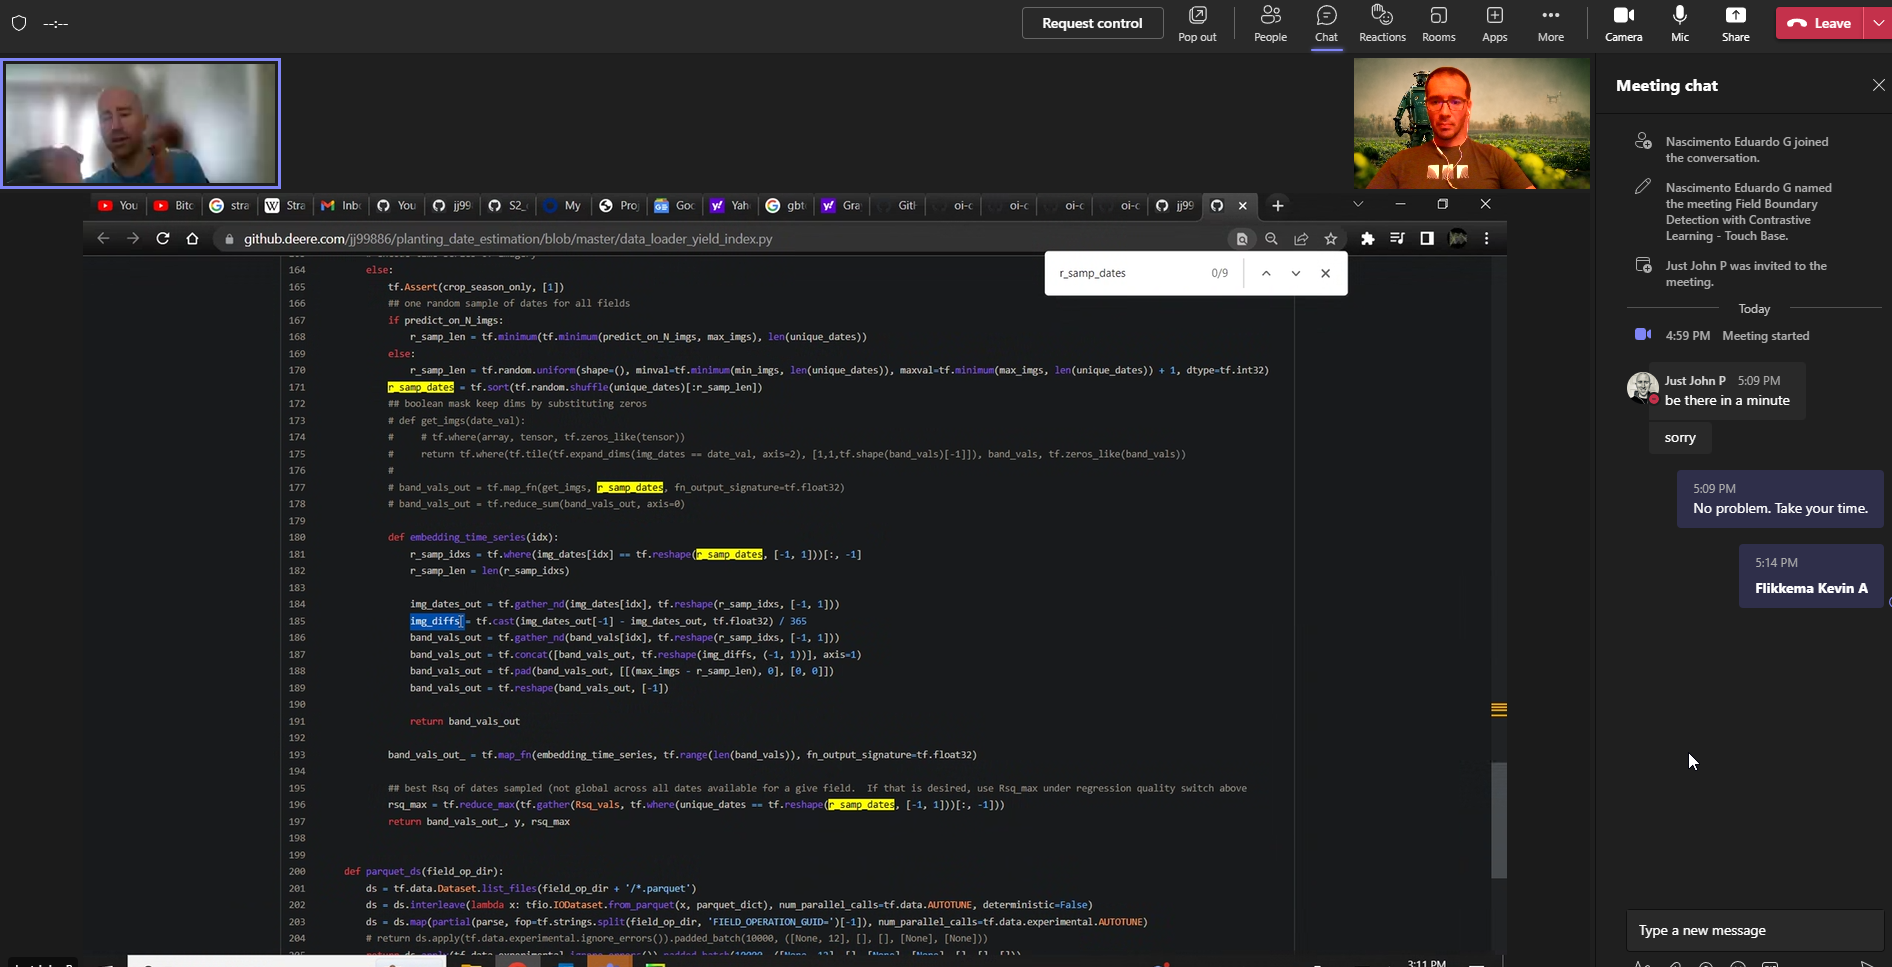 --:--
Request control
Pop out
People
Chat
Reactions
Rooms
Apps
More
Camera
Mic
Share
Leave
You
Bitc
stra
Stra
Inb
You
jj99
S2_
My
Proj
Goc
Yah
gbt
Gra
Gitl
oi-c
oi-c
oi-c
oi-c
jj99
github.deere.com/jj99886/planting_date_estimation/blob/master/data_loader_yield_index.py
r_samp_dates 0/9
164 else:
165 tf.Assert(crop_season_only, [1])
166 ## one random sample of dates for all fields
167 if predict_on_N_imgs:
168 r_samp_len = tf.minimum(tf.minimum(predict_on_N_imgs, max_imgs), len(unique_dates))
169 else:
170 r_samp_len = tf.random.uniform(shape=(), minval=tf.minimum(min_imgs, len(unique_dates)), maxval=tf.minimum(max_imgs, len(unique_dates)) + 1, dtype=tf.int32)
171 r_samp_dates = tf.sort(tf.random.shuffle(unique_dates)[:r_samp_len])
172 ## boolean mask keep dims by substituting zeros
173 # def get_imgs(date_val):
174 # # tf.where(array, tensor, tf.zeros_like(tensor))
175 # return tf.where(tf.tile(tf.expand_dims(img_dates == date_val, axis=2), [1,1,tf.shape(band_vals)[-1]]), band_vals, tf.zeros_like(band_vals))
176 #
177 # band_vals_out = tf.map_fn(get_imgs, r_samp_dates, fn_output_signature=tf.float32)
178 # band_vals_out = tf.reduce_sum(band_vals_out, axis=0)
179
180 def embedding_time_series(idx):
181 r_samp_idxs = tf.where(img_dates[idx] == tf.reshape(r_samp_dates, [-1, 1]))[:, -1]
182 r_samp_len = len(r_samp_idxs)
183
184 img_dates_out = tf.gather_nd(img_dates[idx], tf.reshape(r_samp_idxs, [-1, 1]))
185 img_diffs = tf.cast(img_dates_out[-1] - img_dates_out, tf.float32) / 365
186 band_vals_out = tf.gather_nd(band_vals[idx], tf.reshape(r_samp_idxs, [-1, 1]))
187 band_vals_out = tf.concat([band_vals_out, tf.reshape(img_diffs, (-1, 1))], axis=1)
188 band_vals_out = tf.pad(band_vals_out, [[(max_imgs - r_samp_len), 0], [0, 0]])
189 band_vals_out = tf.reshape(band_vals_out, [-1])
190
191 return band_vals_out
192
193 band_vals_out_ = tf.map_fn(embedding_time_series, tf.range(len(band_vals)), fn_output_signature=tf.float32)
194
195 ## best Rsq of dates sampled (not global across all dates available for a give field. If that is desired, use Rsq_max under regression quality switch above
196 rsq_max = tf.reduce_max(tf.gather(Rsq_vals, tf.where(unique_dates == tf.reshape(r_samp_dates, [-1, 1]))[:, -1]))
197 return band_vals_out_, y, rsq_max
198
199
200 def parquet_ds(field_op_dir):
201 ds = tf.data.Dataset.list_files(field_op_dir + '/*.parquet')
202 ds = ds.interleave(lambda x: tfio.IODataset.from_parquet(x, parquet_dict), num_parallel_calls=tf.data.AUTOTUNE, deterministic=False)
203 ds = ds.map(partial(parse, fop=tf.strings.split(field_op_dir, 'FIELD_OPERATION_GUID=')[-1]), num_parallel_calls=tf.data.experimental.AUTOTUNE)
204 # return ds.apply(tf.data.experimental.ignore_errors()).padded_batch(10000, ([None, 12], [], [], [None], [None]))
3:11 PM
Meeting chat
Nascimento Eduardo G joined
the conversation.
Nascimento Eduardo G named
the meeting Field Boundary
Detection with Contrastive
Learning - Touch Base.
Just John P was invited to the
meeting.
Today
4:59 PM Meeting started
Just John P 5:09 PM
be there in a minute
sorry
5:09 PM
No problem. Take your time.
5:14 PM
Flikkema Kevin A
Type a new message